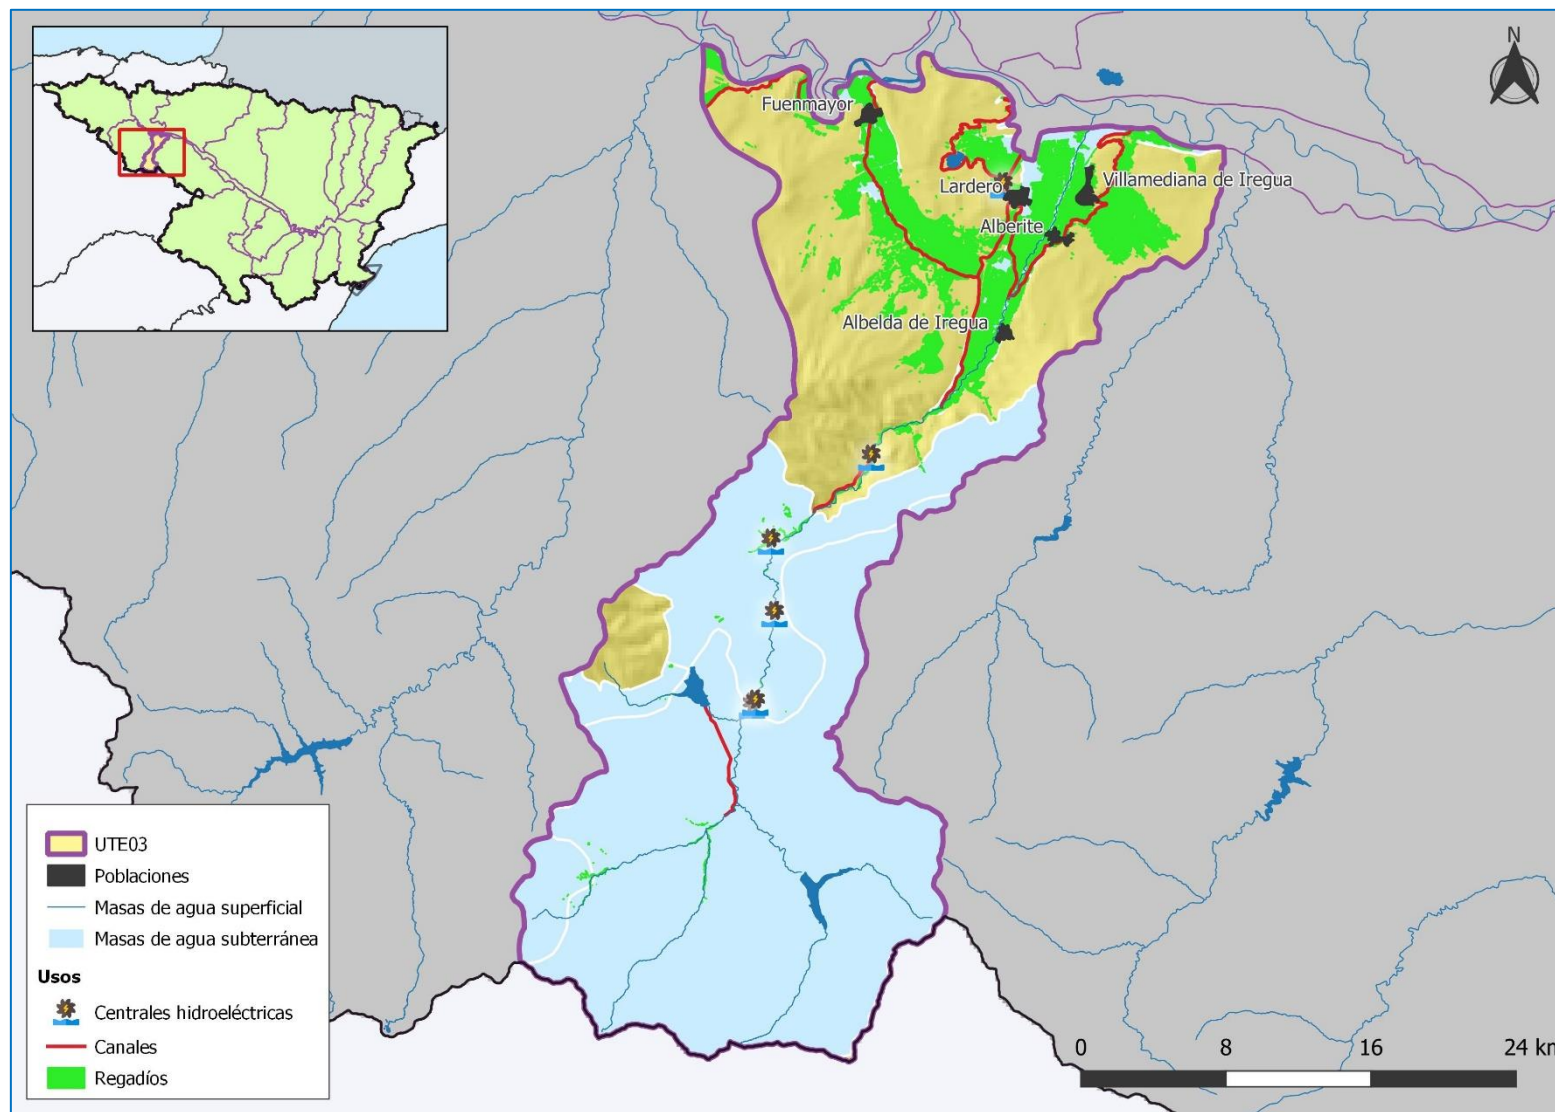 N
Fuenmayor
Lardero
Villamediana de Iregua
Alberite
Albelda de Iregua
UTE03
Poblaciones
Masas de agua superficial
Masas de agua subterránea
Usos
Centrales hidroeléctricas
Canales
Regadíos
0 8 16 24 km